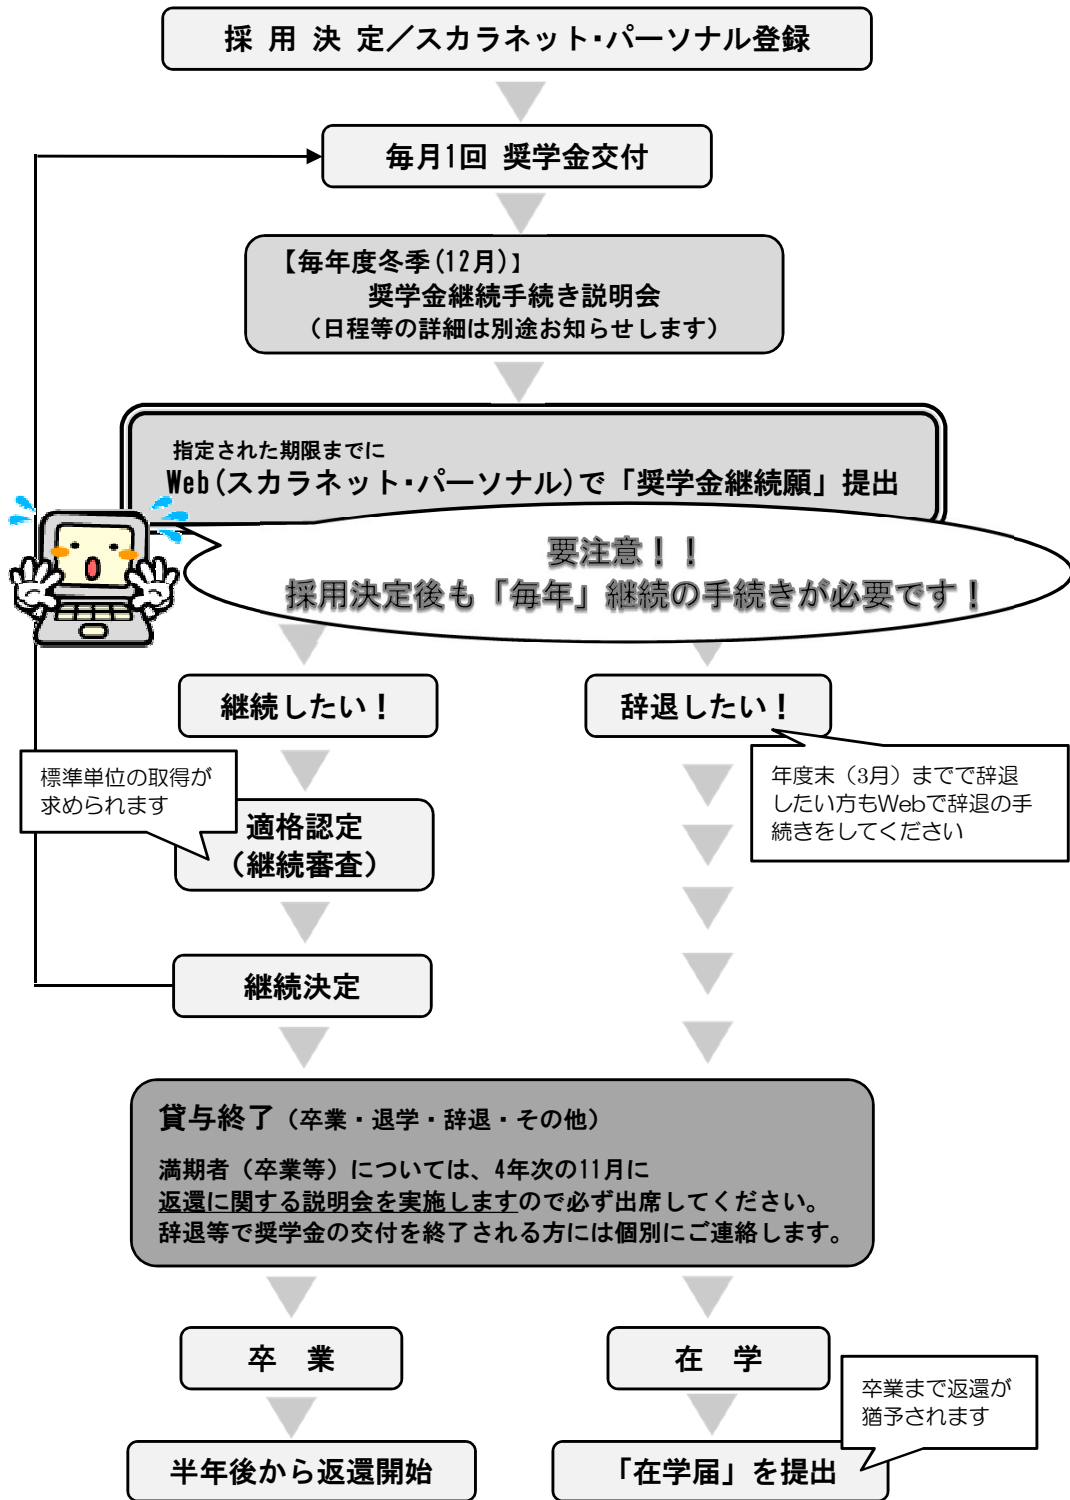 採 用 決 定／スカラネット・パーソナル登録
毎月1回 奨学金交付
【毎年度冬季(12月)】
奨学金継続手続き説明会
（日程等の詳細は別途お知らせします）
指定された期限までに
Web(スカラネット・パーソナル)で「奨学金継続願」提出
要注意！！
採用決定後も「毎年」継続の手続きが必要です！
継続したい！
辞退したい！
標準単位の取得が
求められます
年度末（3月）までで辞退
したい方もWebで辞退の手
続きをしてください
適格認定
（継続審査）
継続決定
貸与終了（卒業・退学・辞退・その他）
満期者（卒業等）については、4年次の11月に
返還に関する説明会を実施しますので必ず出席してください。
辞退等で奨学金の交付を終了される方には個別にご連絡します。
卒 業
在 学
卒業まで返還が
猶予されます
半年後から返還開始
「在学届」を提出